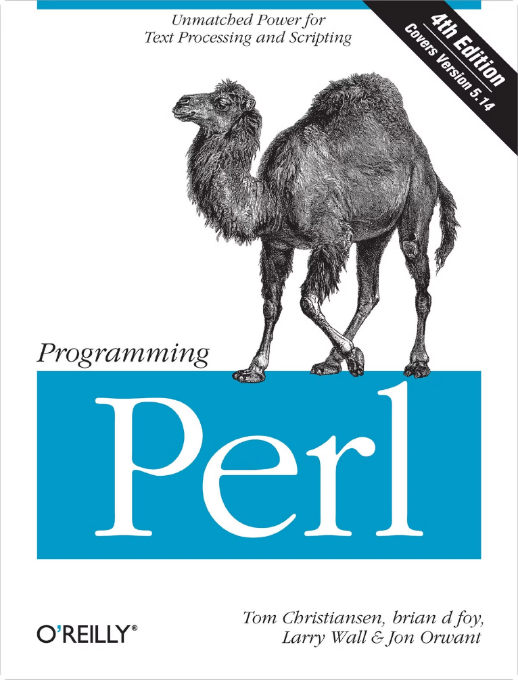 Unmatched Power for
Text Processing and Scripting
4th Edition
Covers Version 5.14
Programming
Perl
O'REILLY®
Tom Christiansen, brian d foy,
Larry Wall & Jon Orwant